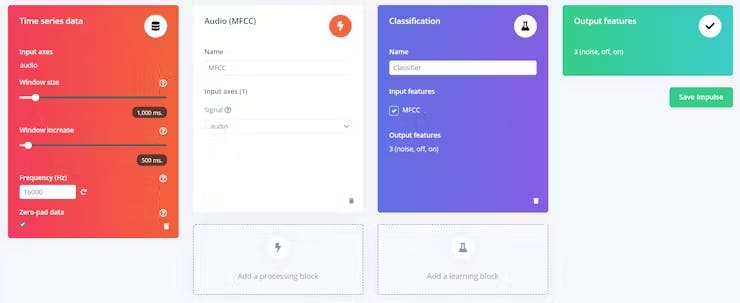 Time series data
Input axes
audio
Window size
1,000 ms.
Window increase
500 ms.
Frequency (Hz)
16000
Zero-pad data
Audio (MFCC)
Name
MFCC
Input axes (1)
Signal
audio
Add a processing block
Classification
Name
Classifier
Input features
MFCC
Output features
3 (noise, off, on)
Add a learning block
Output features
3 (noise, off, on)
Save Impulse